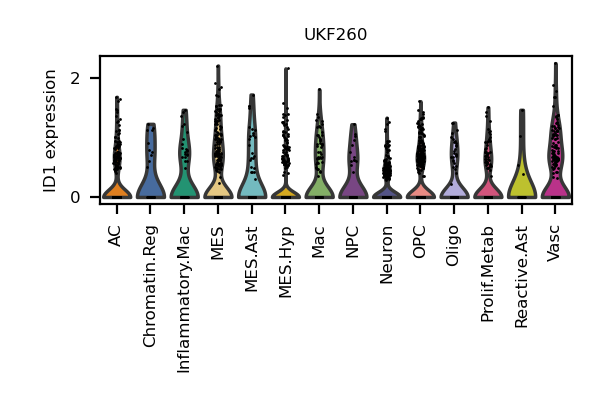 UKF260
ID1 expression
2
0
AC
Chromatin.Reg
Inflammatory.Mac
MES
MES.Ast
MES.Hyp
Mac
NPC
Neuron
OPC
Oligo
Prolif.Metab
Reactive.Ast
Vasc